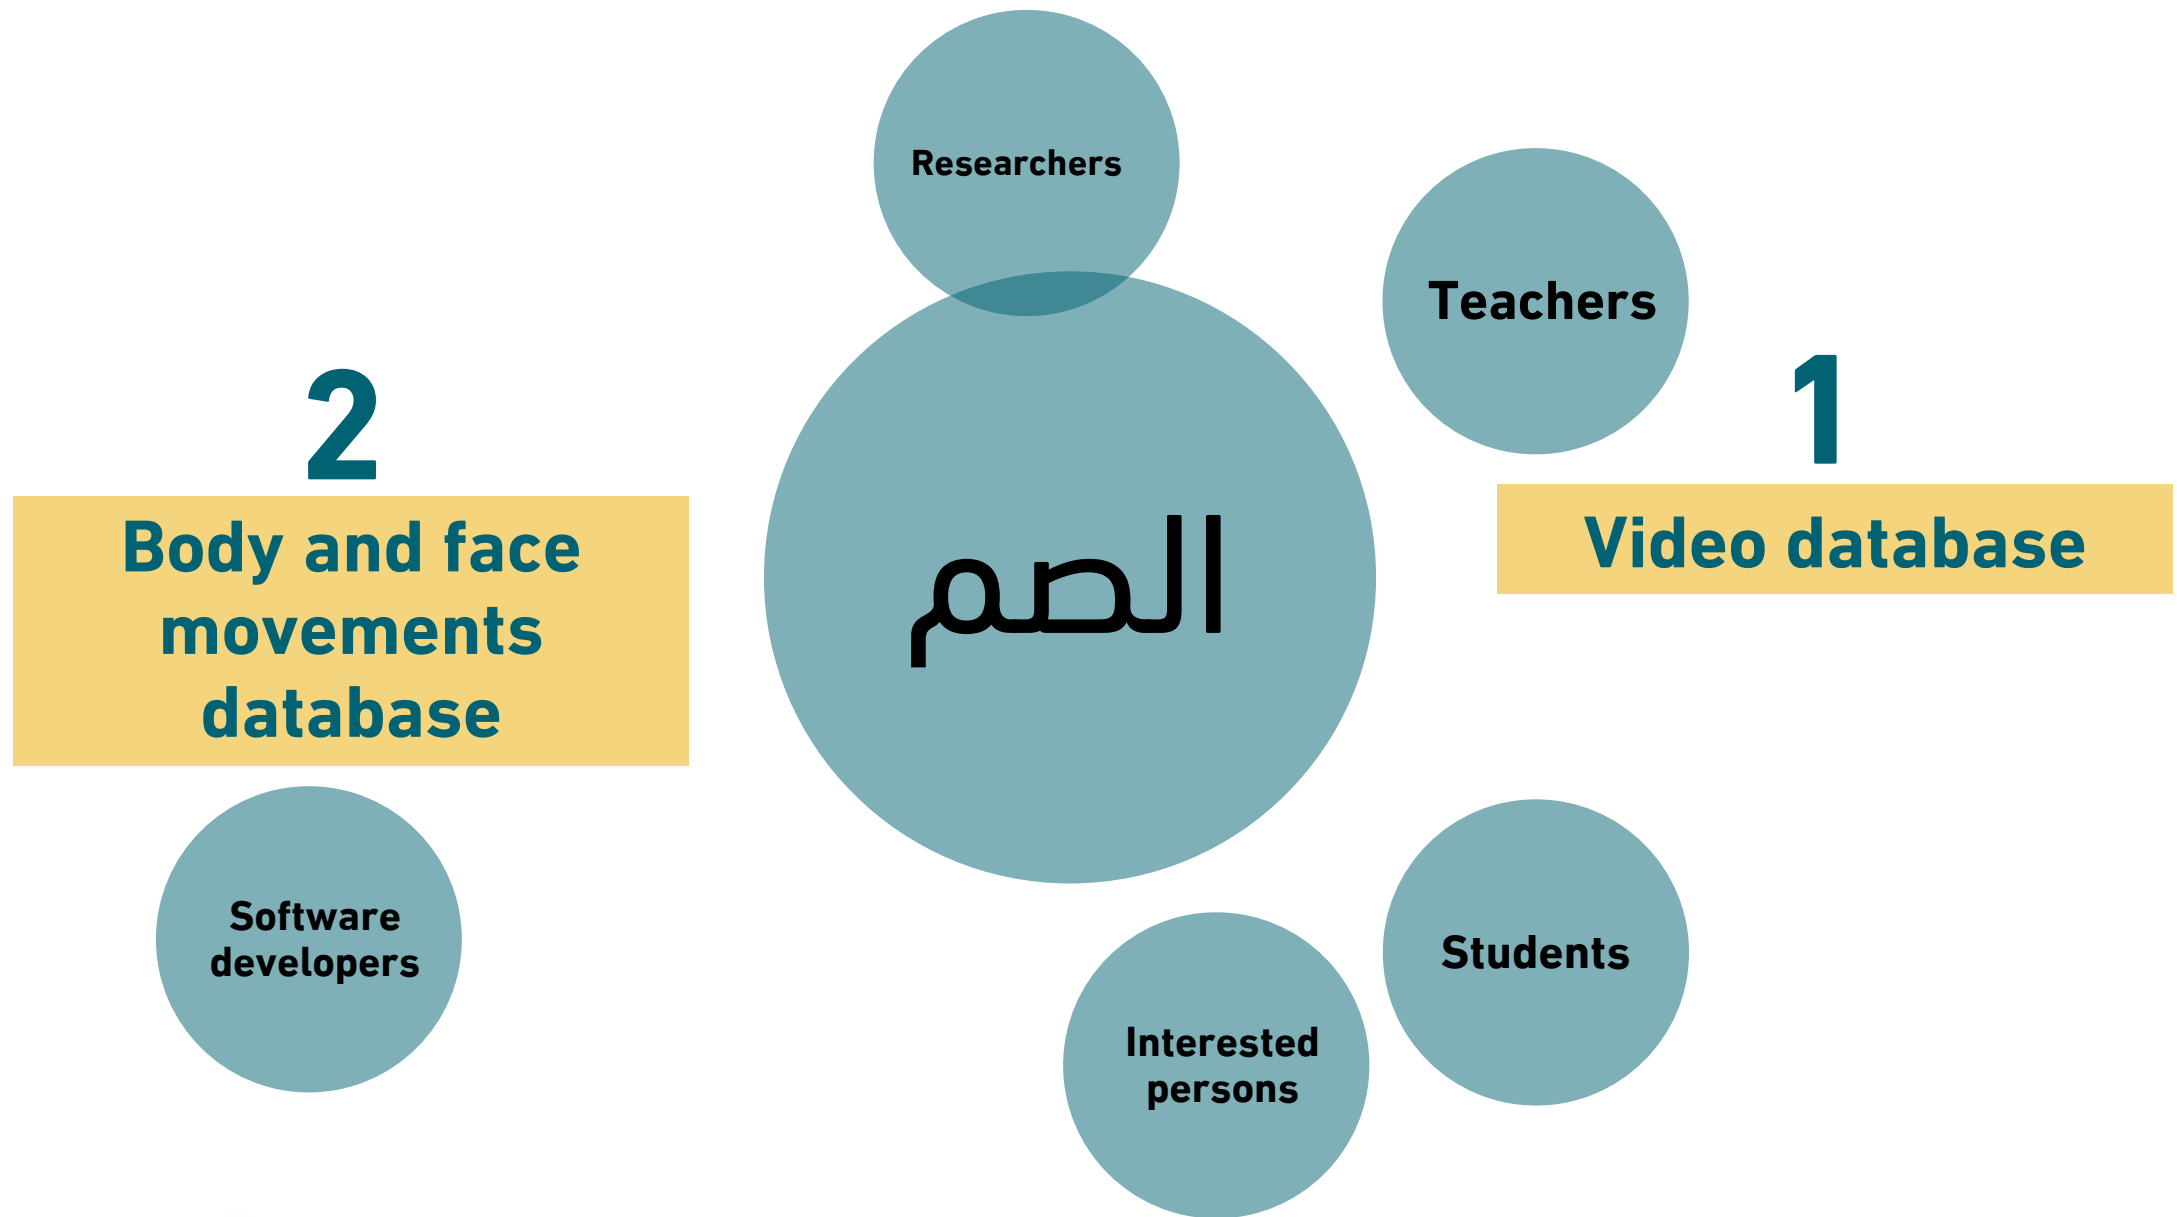 Researchers
Teachers
1
Video database
2
Body and face
movements
database
الصم
Software
developers
Students
Interested
persons